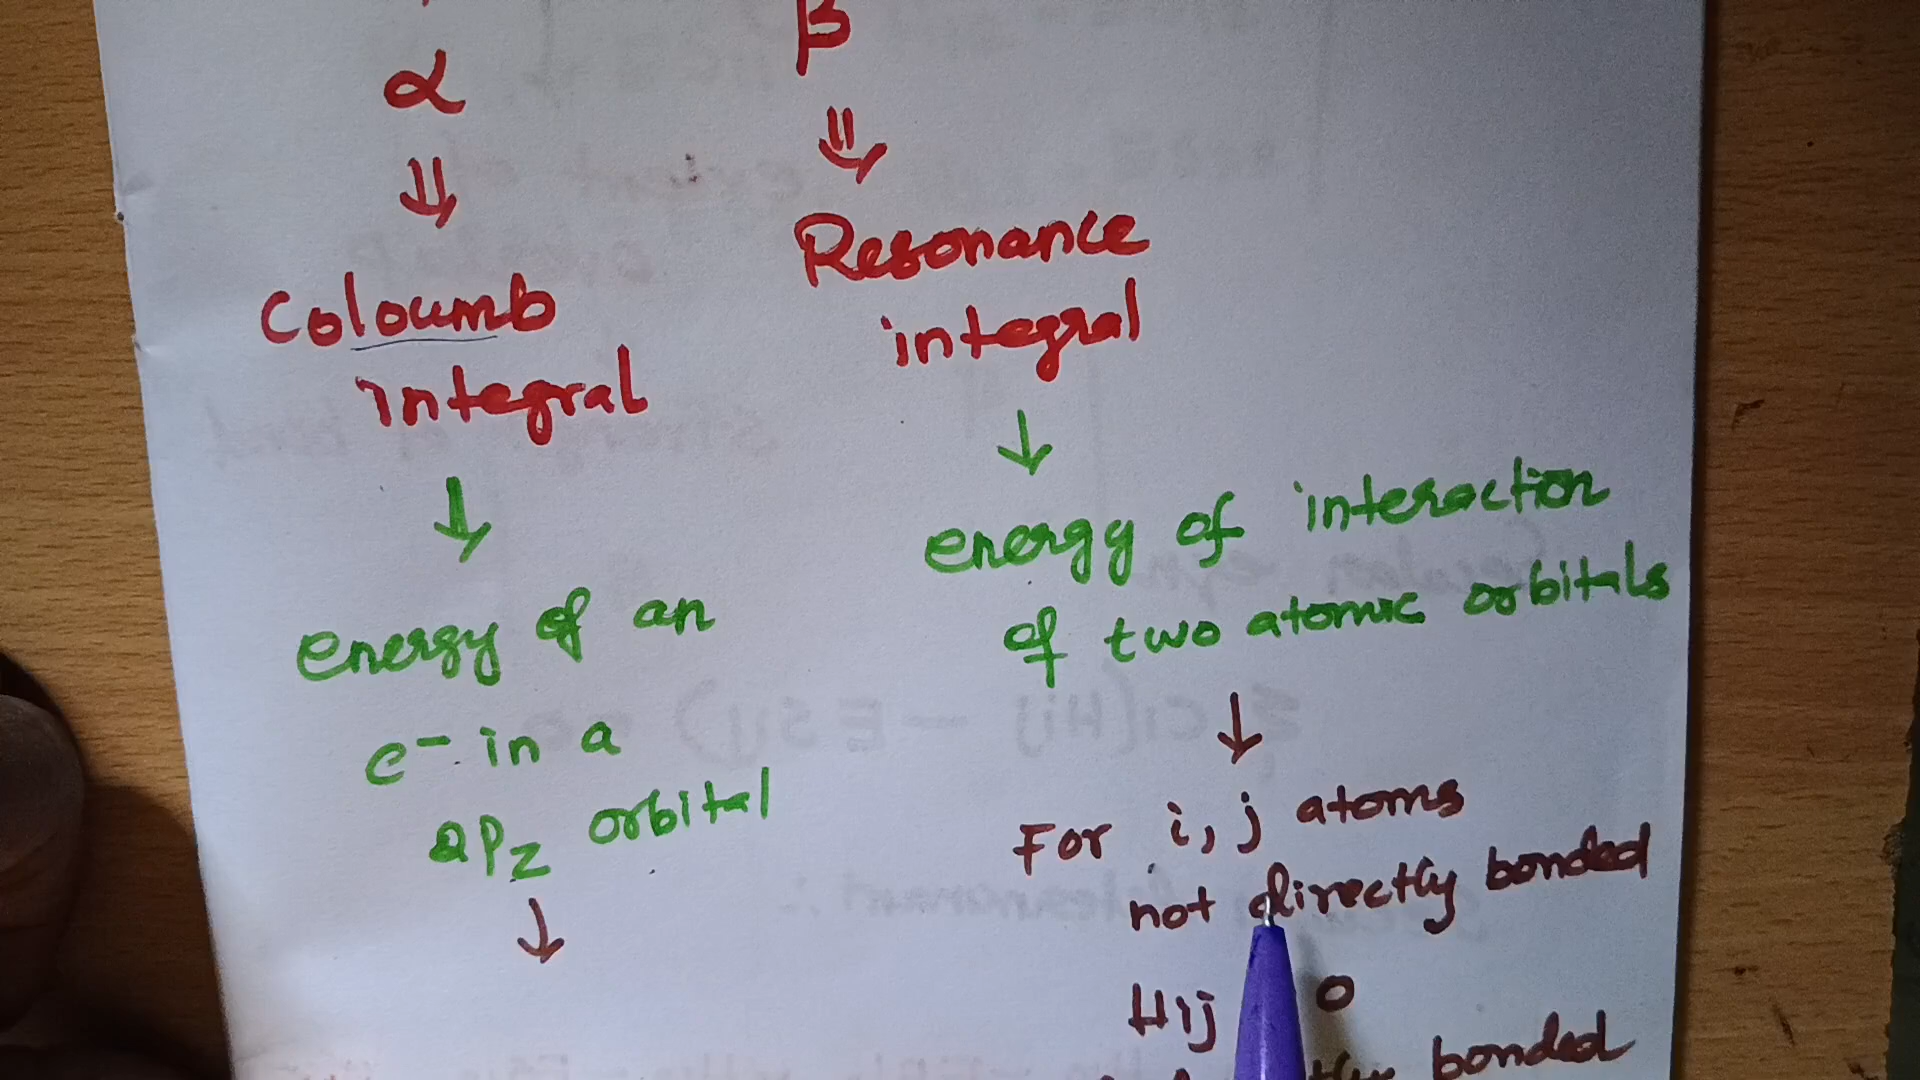 α
⇓
Coloumb
integral
↓
energy of an
e⁻ in a
2Pz orbital
↓
β
⇓
Resonance
integral
↓
energy of interaction
of two atomic orbitals
↓
For i, j atoms
not directly bonded
Hij 0
bonded